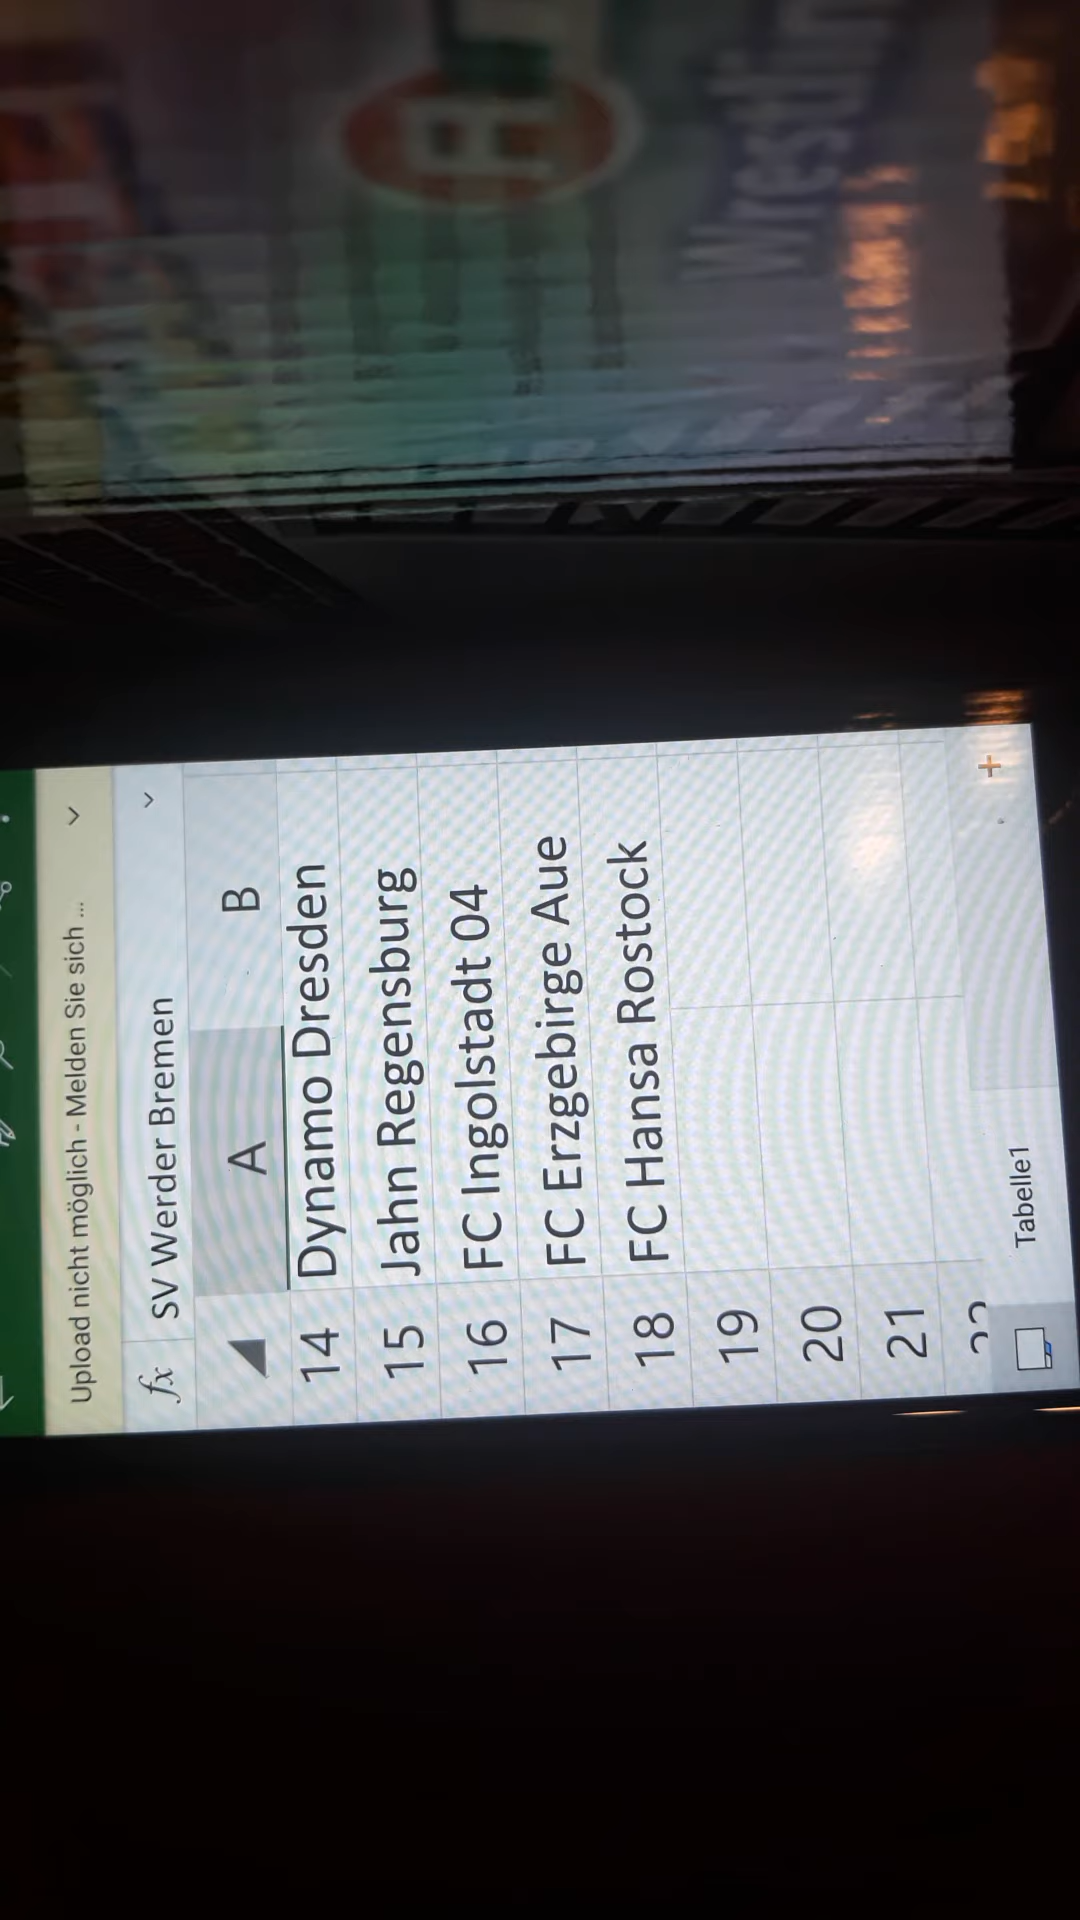 Upload nicht möglich - Melden Sie sich ...
fx SV Werder Bremen
A B
14 Dynamo Dresden
15 Jahn Regensburg
16 FC Ingolstadt 04
17 FC Erzgebirge Aue
18 FC Hansa Rostock
19
20
21
Tabelle1 +